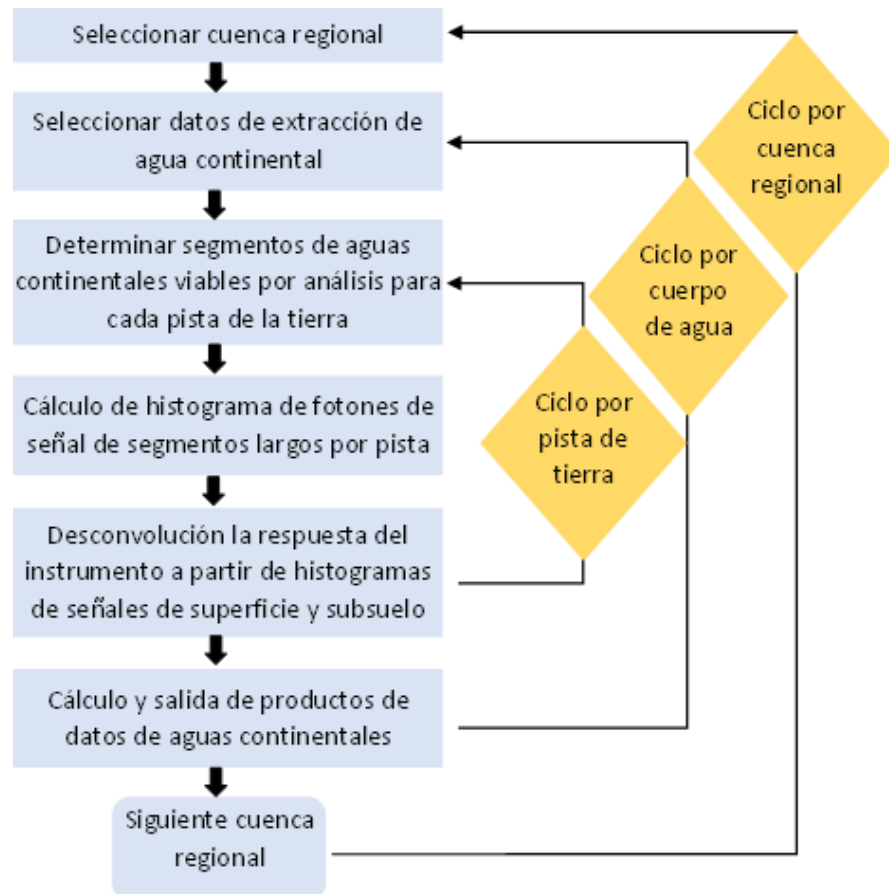 Seleccionar cuenca regional
Seleccionar datos de extracción de
agua continental
Determinar segmentos de aguas
continentales viables por análisis para
cada pista de la tierra
Cálculo de histograma de fotones de
señal de segmentos largos por pista
Desconvolución la respuesta del
instrumento a partir de histogramas
de señales de superficie y subsuelo
Cálculo y salida de productos de
datos de aguas continentales
Siguiente cuenca
regional
Ciclo por
cuenca
regional
Ciclo por
cuerpo
de agua
Ciclo por
pista de
tierra